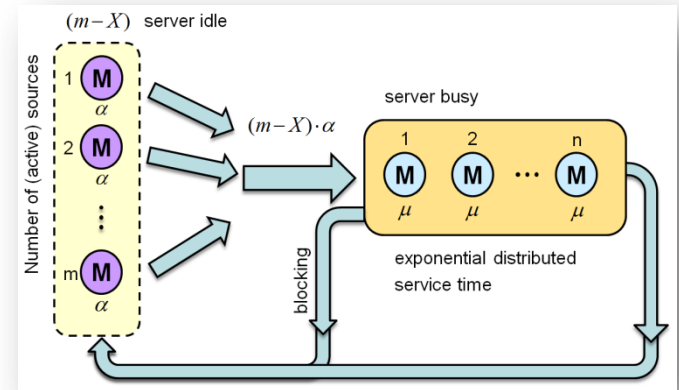 (m−X) server idle
Number of (active) sources
1 M
α
2 M
α
⋮
m M
α
(m−X)·α
server busy
1 2 n
M M ··· M
μ μ μ
exponential distributed
service time
blocking